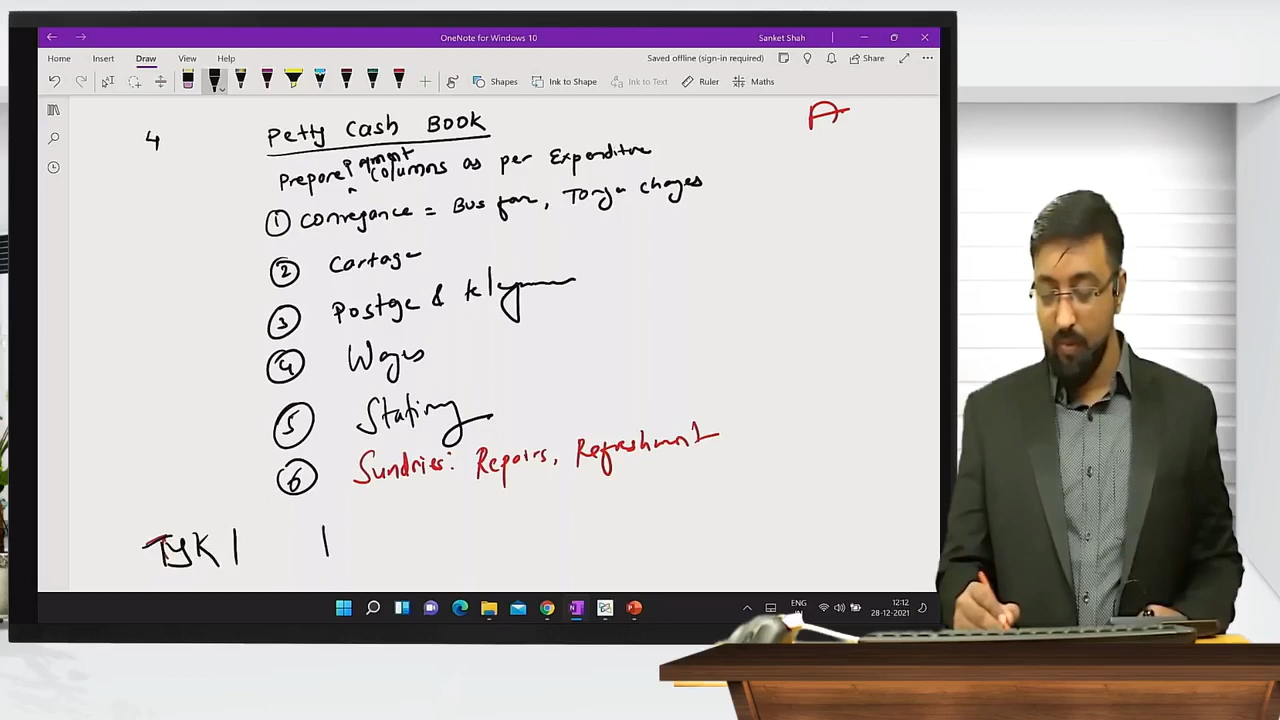 OneNote for Windows 10
Sanket Shah
Home Insert Draw View Help
Saved offline (sign-in required)
Share
Shapes Ink to Shape Ink to Text Ruler Maths
A
4 Petty Cash BOOK
Prepare Payment Columns as per Expenditure
① Conveyance = Bus fare, Tonga charges
② Cartage
③ Postge &
④ Wages
⑤
⑥ Sundries: Repairs, Refreshment
TYK 1 1
ENG
12:12
28-12-2021